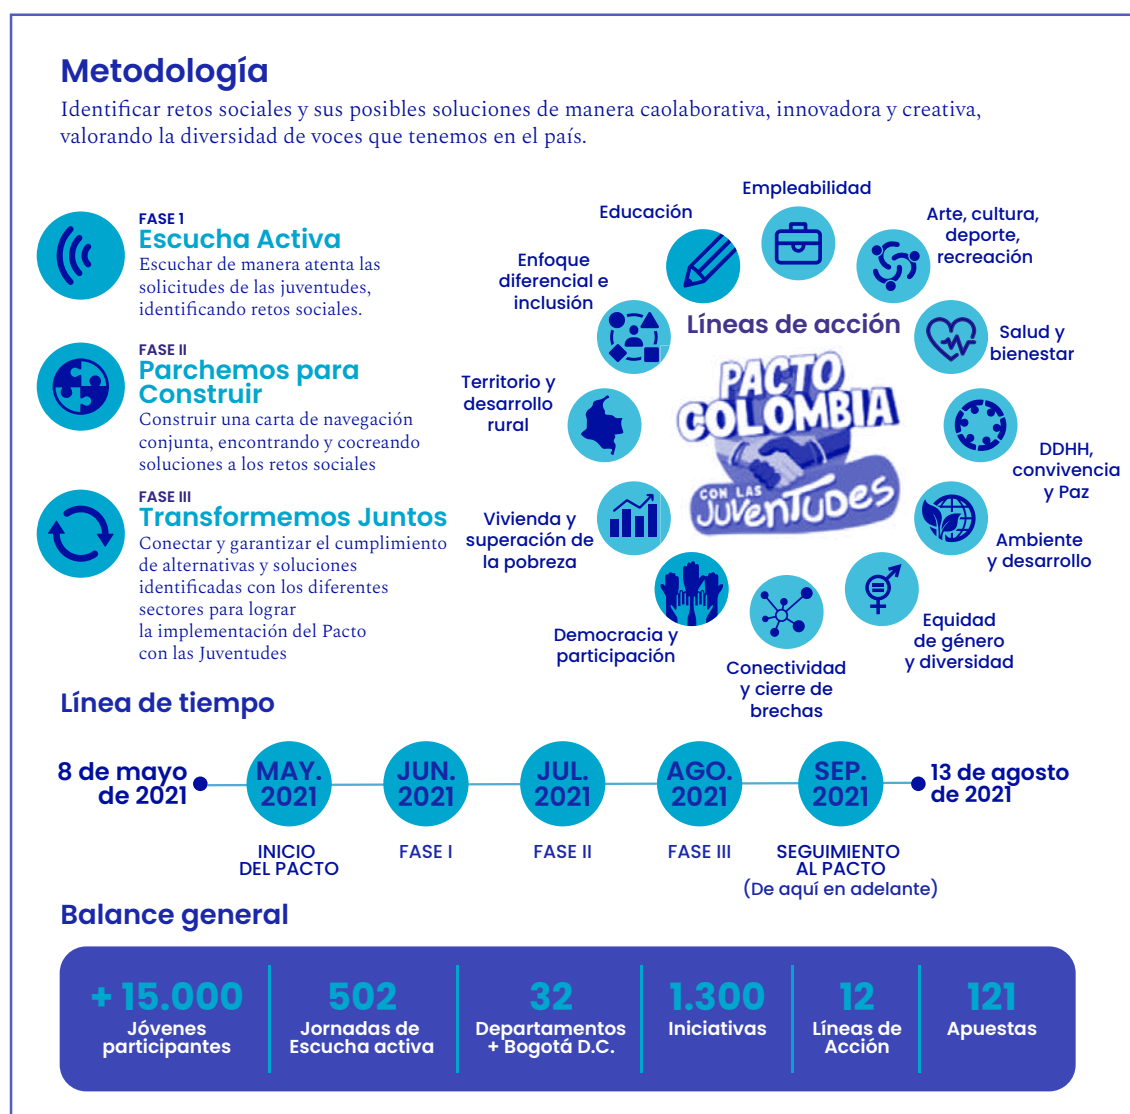 Metodología
Identificar retos sociales y sus posibles soluciones de manera caolaborativa, innovadora y creativa,
valorando la diversidad de voces que tenemos en el país.
FASE 1
Escucha Activa
Escuchar de manera atenta las
solicitudes de las juventudes,
identificando retos sociales.
FASE II
Parchemos para
Construir
Construir una carta de navegación
conjunta, encontrando y cocreando
soluciones a los retos sociales
FASE III
Transformemos Juntos
Conectar y garantizar el cumplimiento
de alternativas y soluciones
identificadas con los diferentes
sectores para lograr
la implementación del Pacto
con las Juventudes
Líneas de acción
PACTO
COLOMBIA
CON LAS
JUVENTUDES
Empleabilidad
Arte, cultura,
deporte,
recreación
Salud y
bienestar
DDHH,
convivencia
y Paz
Ambiente
y desarrollo
Equidad
de género
y diversidad
Conectividad
y cierre de
brechas
Democracia y
participación
Vivienda y
superación de
la pobreza
Territorio y
desarrollo
rural
Enfoque
diferencial e
inclusión
Educación
Línea de tiempo
8 de mayo
de 2021
MAY.
2021
INICIO
DEL PACTO
JUN.
2021
FASE I
JUL.
2021
FASE II
AGO.
2021
FASE III
SEP.
2021
SEGUIMIENTO
AL PACTO
(De aquí en adelante)
13 de agosto
de 2021
Balance general
+ 15.000
Jóvenes
participantes
502
Jornadas de
Escucha activa
32
Departamentos
+ Bogotá D.C.
1.300
Iniciativas
12
Líneas de
Acción
121
Apuestas